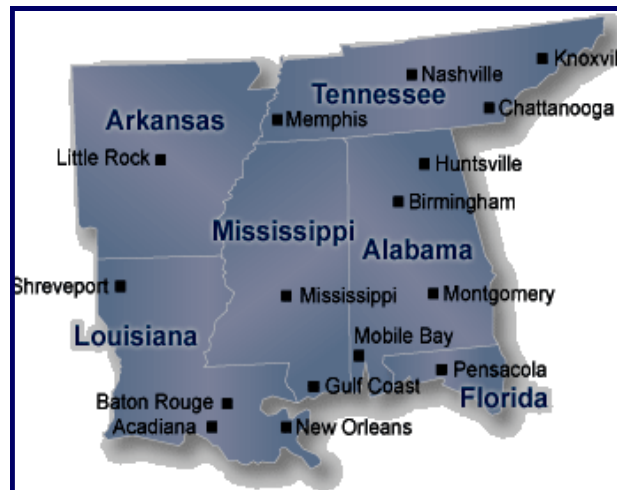 Knoxvil
Nashville
Tennessee
Chattanooga
Arkansas
Memphis
Little Rock
Huntsville
Birmingham
Mississippi
Alabama
Shreveport
Mississippi
Montgomery
Louisiana
Mobile Bay
Pensacola
Gulf Coast
Florida
Baton Rouge
Acadiana
New Orleans